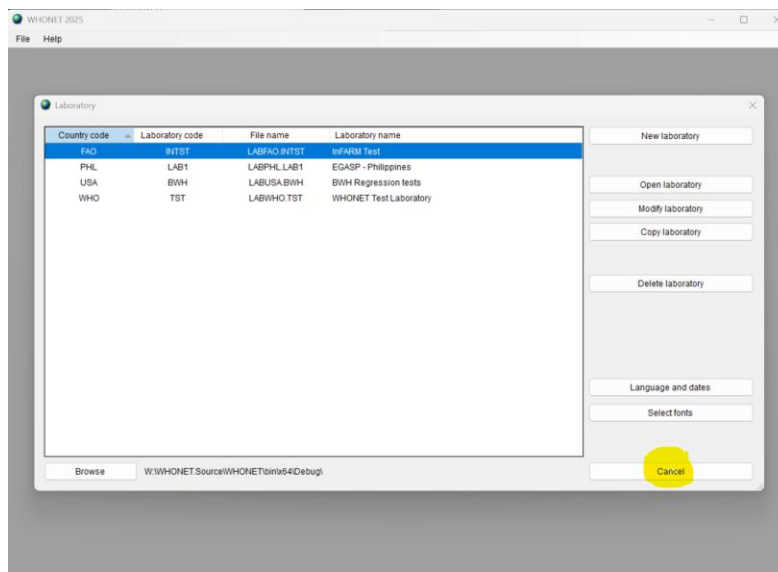 WHONET 2025
File Help
Laboratory
Country code Laboratory code File name Laboratory name
FAO INTST LABFAO.INTST InFARM Test
PHL LAB1 LABPHL.LAB1 EGASP - Philippines
USA BWH LABUSA.BWH BWH Regression tests
WHO TST LABWHO.TST WHONET Test Laboratory
New laboratory
Open laboratory
Modify laboratory
Copy laboratory
Delete laboratory
Language and dates
Select fonts
Browse W:\WHONET.Source\WHONET\bin\x64\Debug\
Cancel